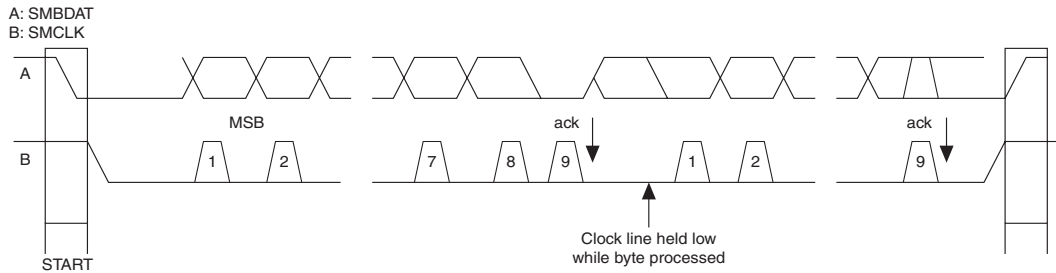 A: SMBDAT
B: SMCLK
A
MSB
ack
ack
B
1
2
7
8
9
1
2
9
Clock line held low
while byte processed
START